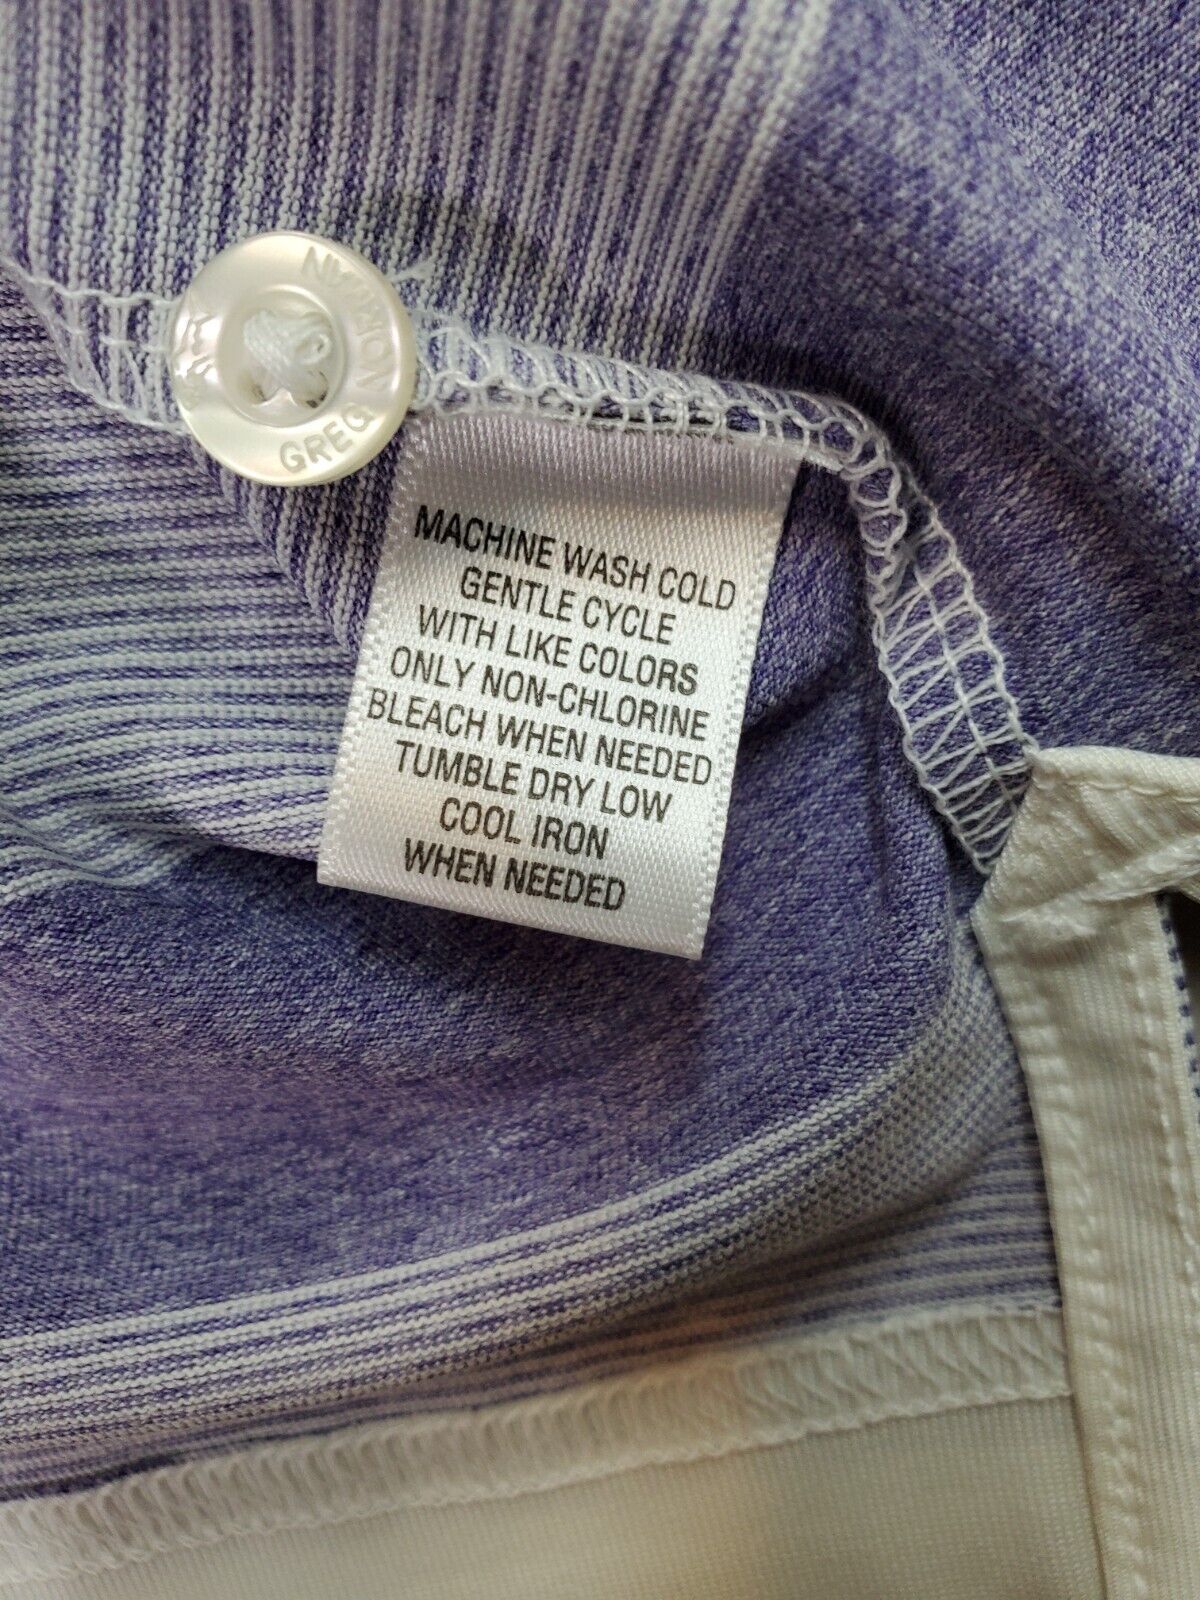 GREG
NORMAN
MACHINE WASH COLD
GENTLE CYCLE
WITH LIKE COLORS
ONLY NON-CHLORINE
BLEACH WHEN NEEDED
TUMBLE DRY LOW
COOL IRON
WHEN NEEDED